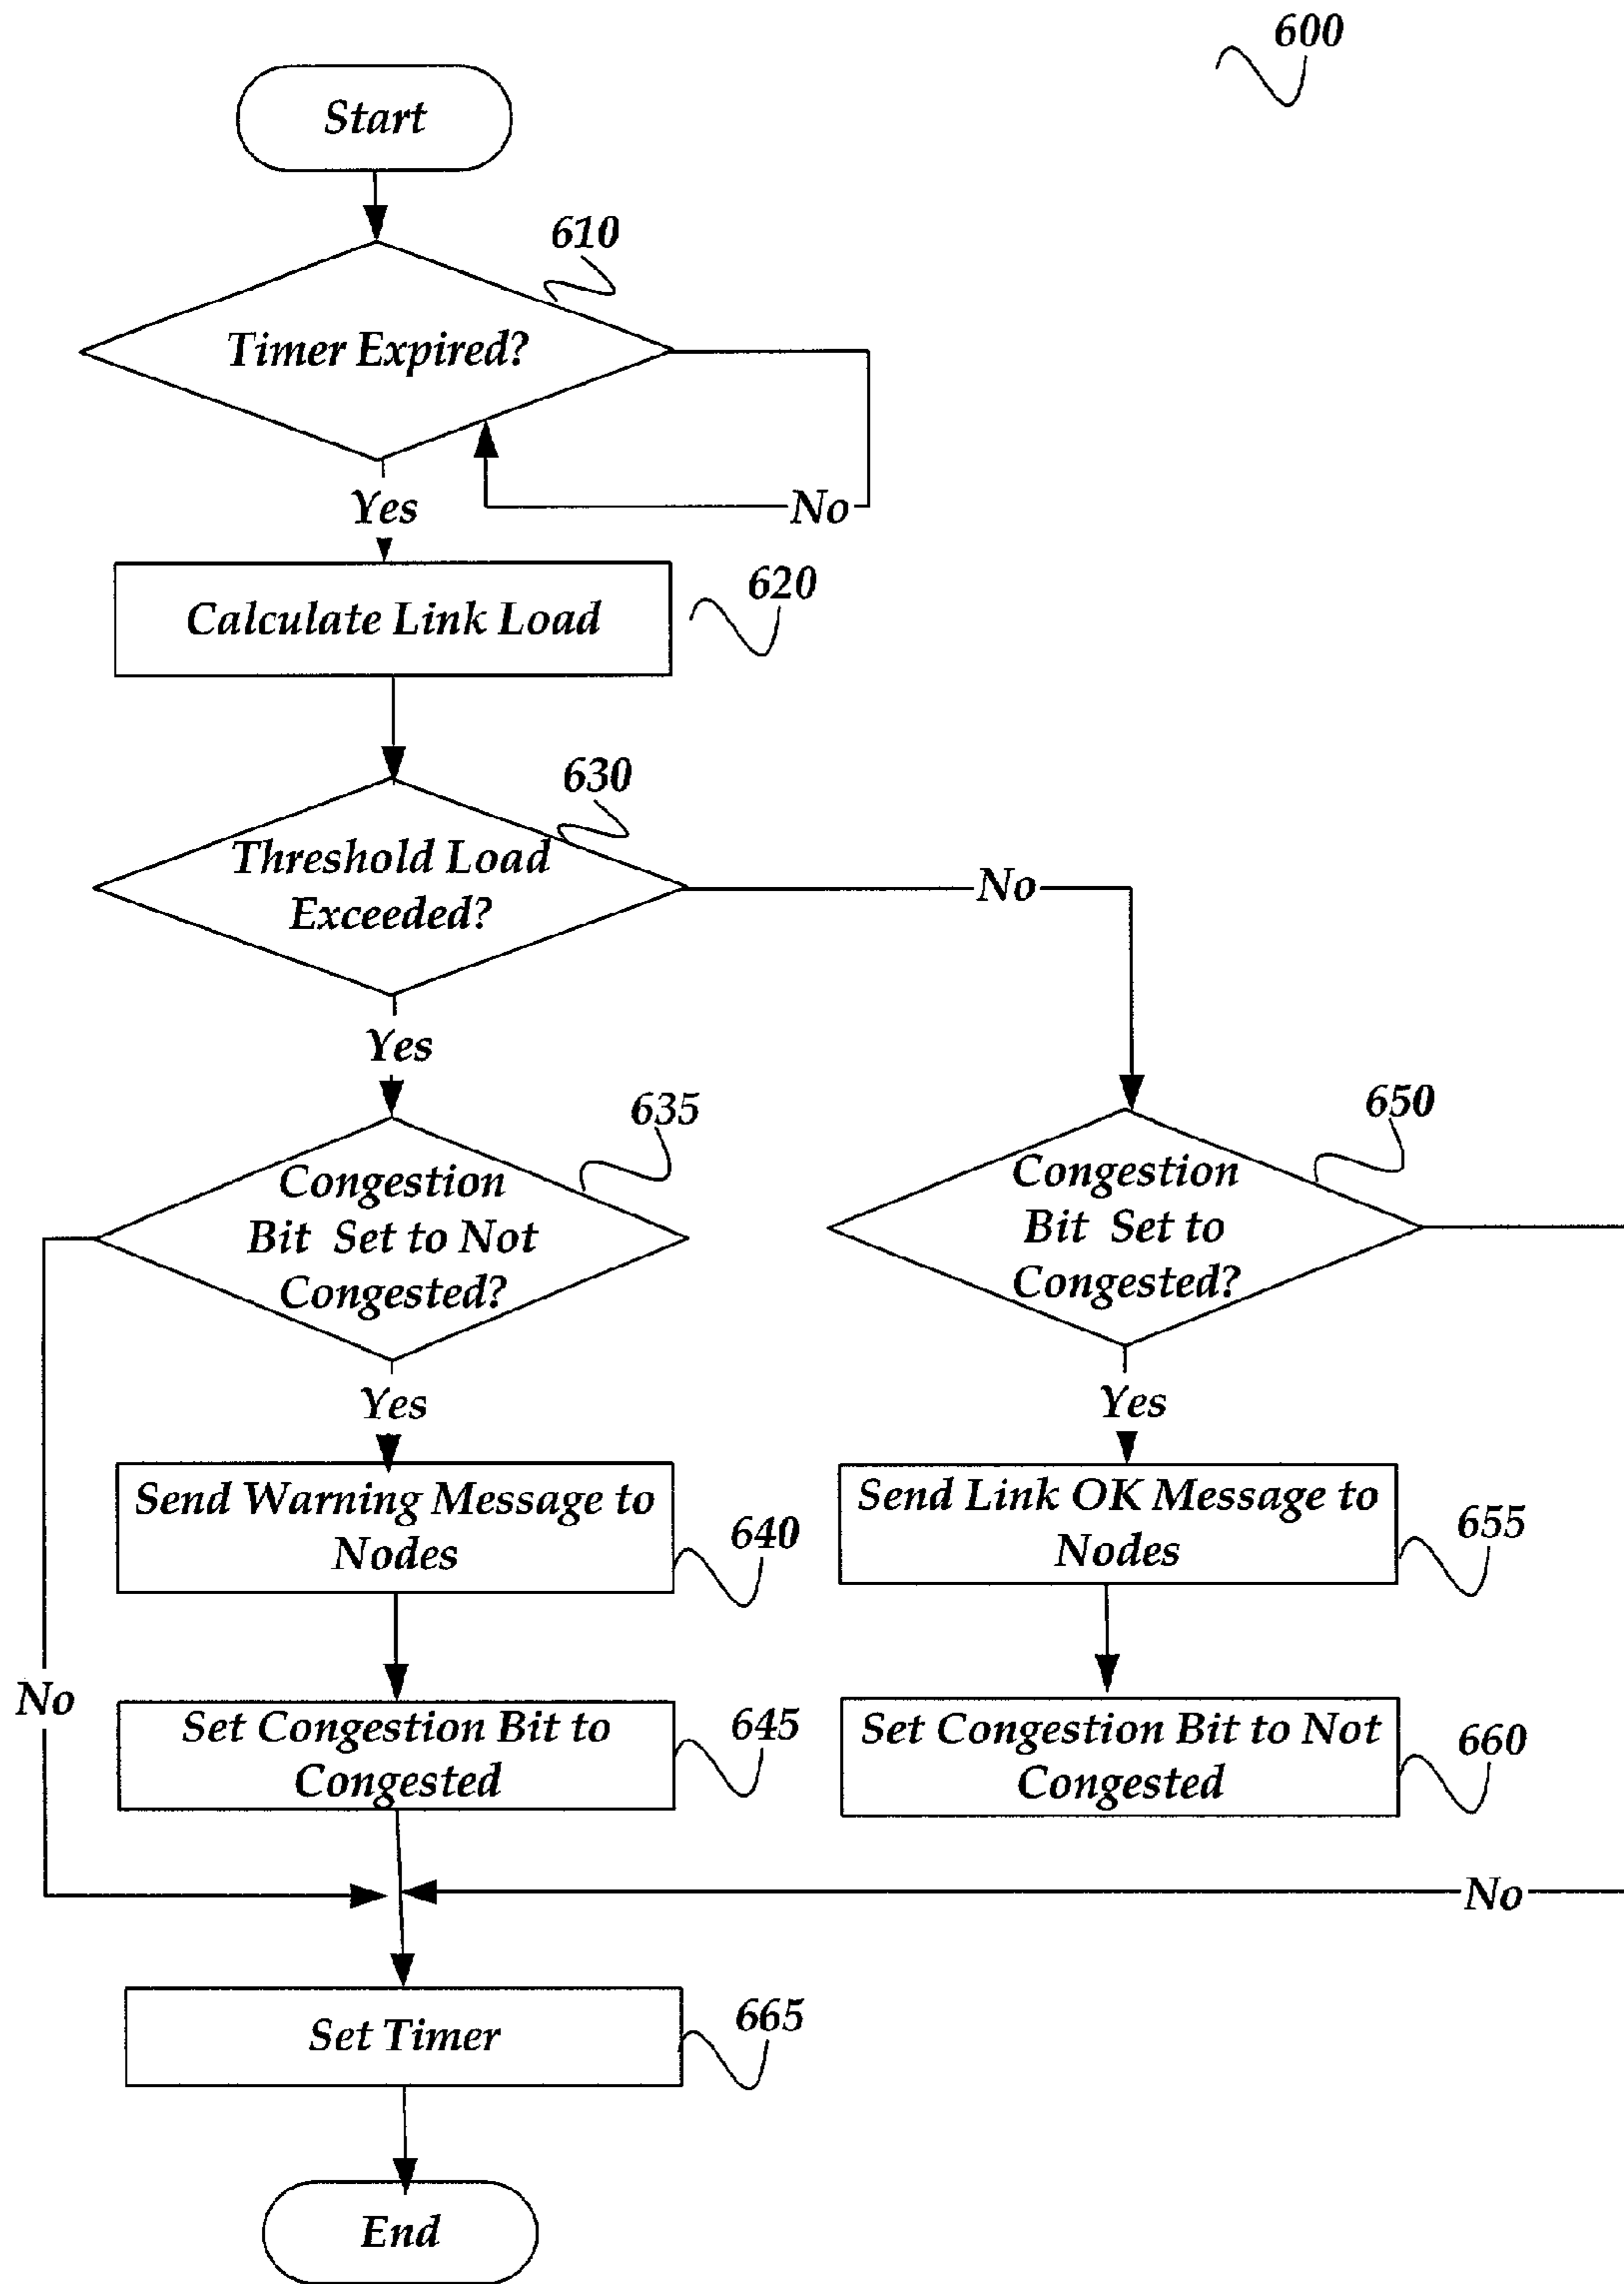 600
Start
610
Timer Expired?
No
Yes
620
Calculate Link Load
630
Threshold Load
Exceeded?
No
Yes
635
Congestion
Bit Set to Not
Congested?
650
Congestion
Bit Set to
Congested?
Yes
Yes
Send Warning Message to
Nodes
640
Send Link OK Message to
Nodes
655
No
Set Congestion Bit to
Congested
645
Set Congestion Bit to Not
Congested
660
No
Set Timer
665
End